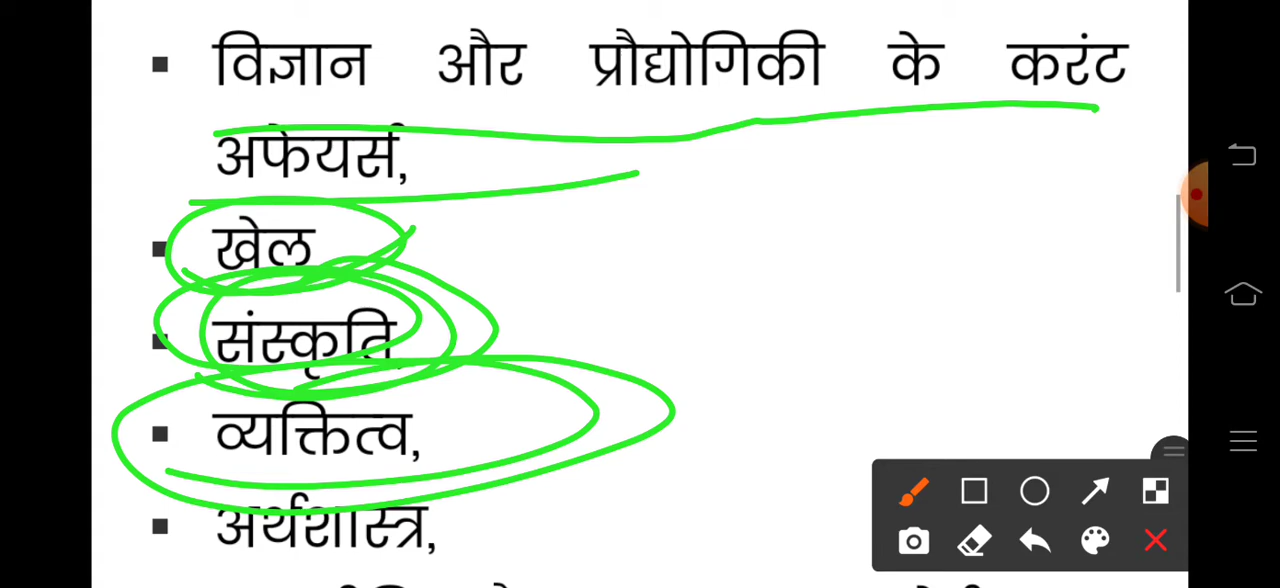 ▪ विज्ञान और प्रौद्योगिकी के करंट
अफेयर्स,
▪ खेल
▪ संस्कृति,
▪ व्यक्तित्व,
▪ अर्थशास्त्र,